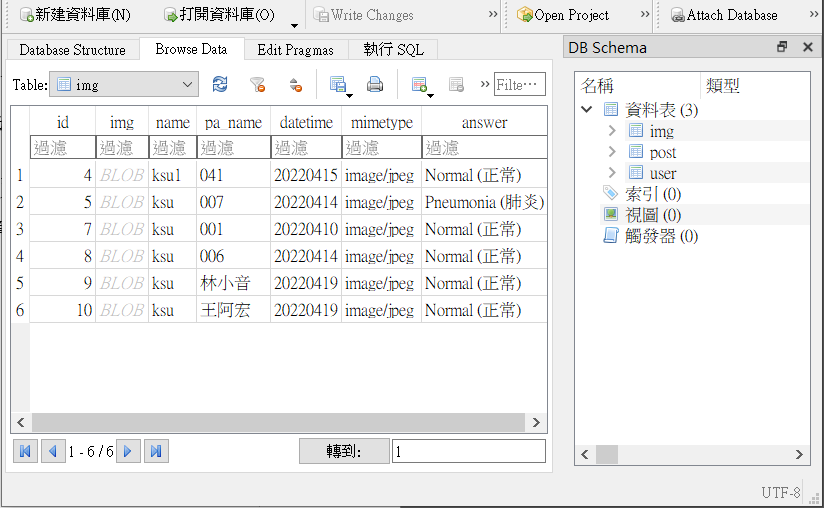 新建資料庫(N) 打開資料庫(O) Write Changes » Open Project » Attach Database »
Database Structure Browse Data Edit Pragmas 執行 SQL
Table: img » Filte…
id img name pa_name datetime mimetype answer
過濾 過濾 過濾 過濾 過濾 過濾 過濾
1 4 BLOB ksu1 041 20220415 image/jpeg Normal (正常)
2 5 BLOB ksu 007 20220414 image/jpeg Pneumonia (肺炎)
3 7 BLOB ksu 001 20220410 image/jpeg Normal (正常)
4 8 BLOB ksu 006 20220414 image/jpeg Normal (正常)
5 9 BLOB ksu 林小音 20220419 image/jpeg Normal (正常)
6 10 BLOB ksu 王阿宏 20220419 image/jpeg Normal (正常)
1 - 6 / 6 轉到: 1
DB Schema
名稱 類型
資料表 (3)
img
post
user
索引 (0)
視圖 (0)
觸發器 (0)
UTF-8